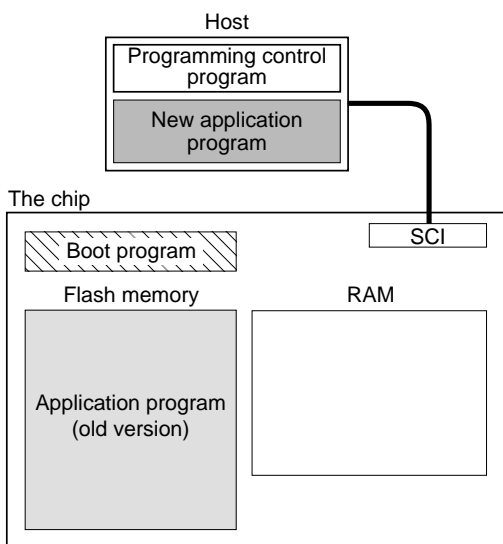 Host
Programming control
program
New application
program
The chip
SCI
Boot program
Flash memory
RAM
Application program
(old version)